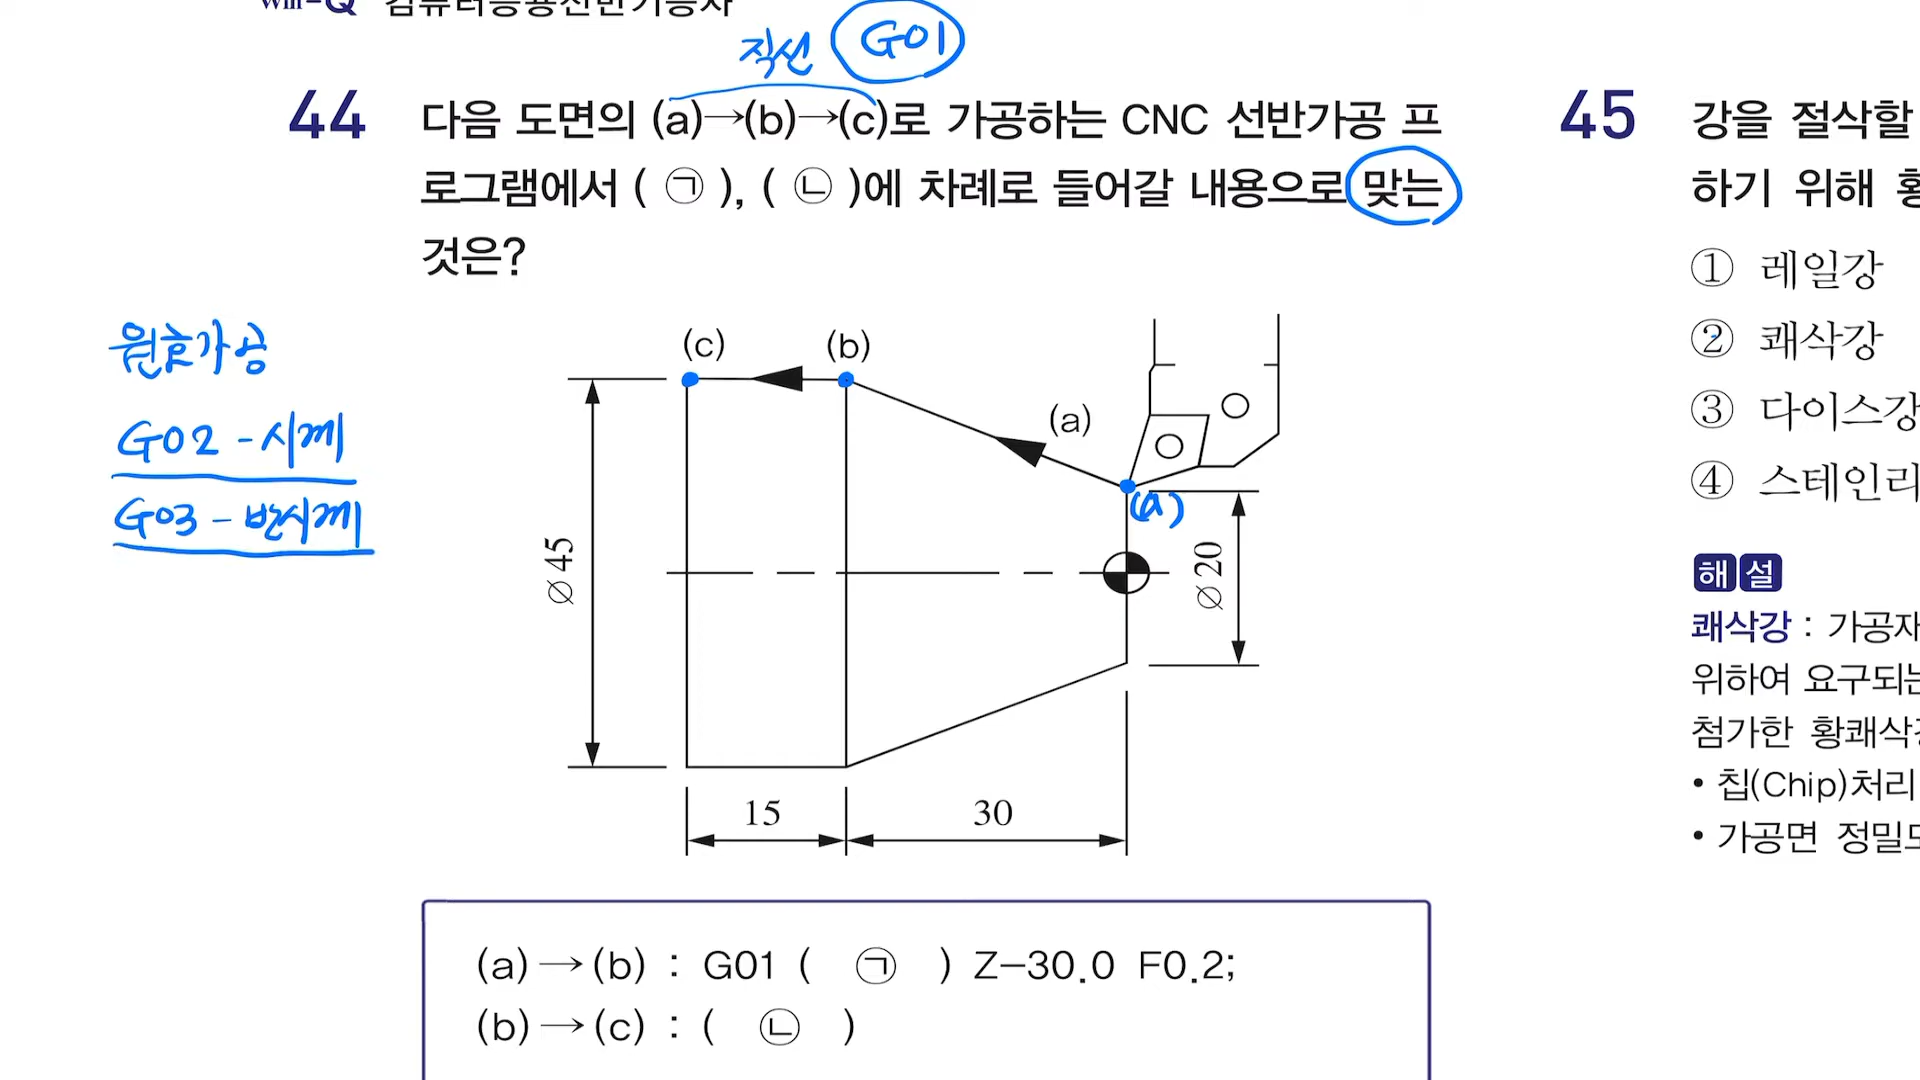 Win-Q 컴퓨터응용선반기능사
직선 G01
44 다음 도면의 (a)→(b)→(c)로 가공하는 CNC 선반가공 프
로그램에서 ( ㉠ ), ( ㉡ )에 차례로 들어갈 내용으로 맞는
것은?
원호가공
G02 - 시계
G03 - 반시계
(c)
(b)
(a)
(a)
∅45
∅20
15
30
(a)→(b) : G01 ( ㉠ ) Z-30.0 F0.2;
(b)→(c) : ( ㉡ )
45 강을 절삭할
하기 위해
① 레일강
② 쾌삭강
③ 다이스강
④ 스테인리
해설
쾌삭강 : 가공재
위하여 요구되는
첨가한 황쾌삭강
• 칩(Chip)처리
• 가공면 정밀도